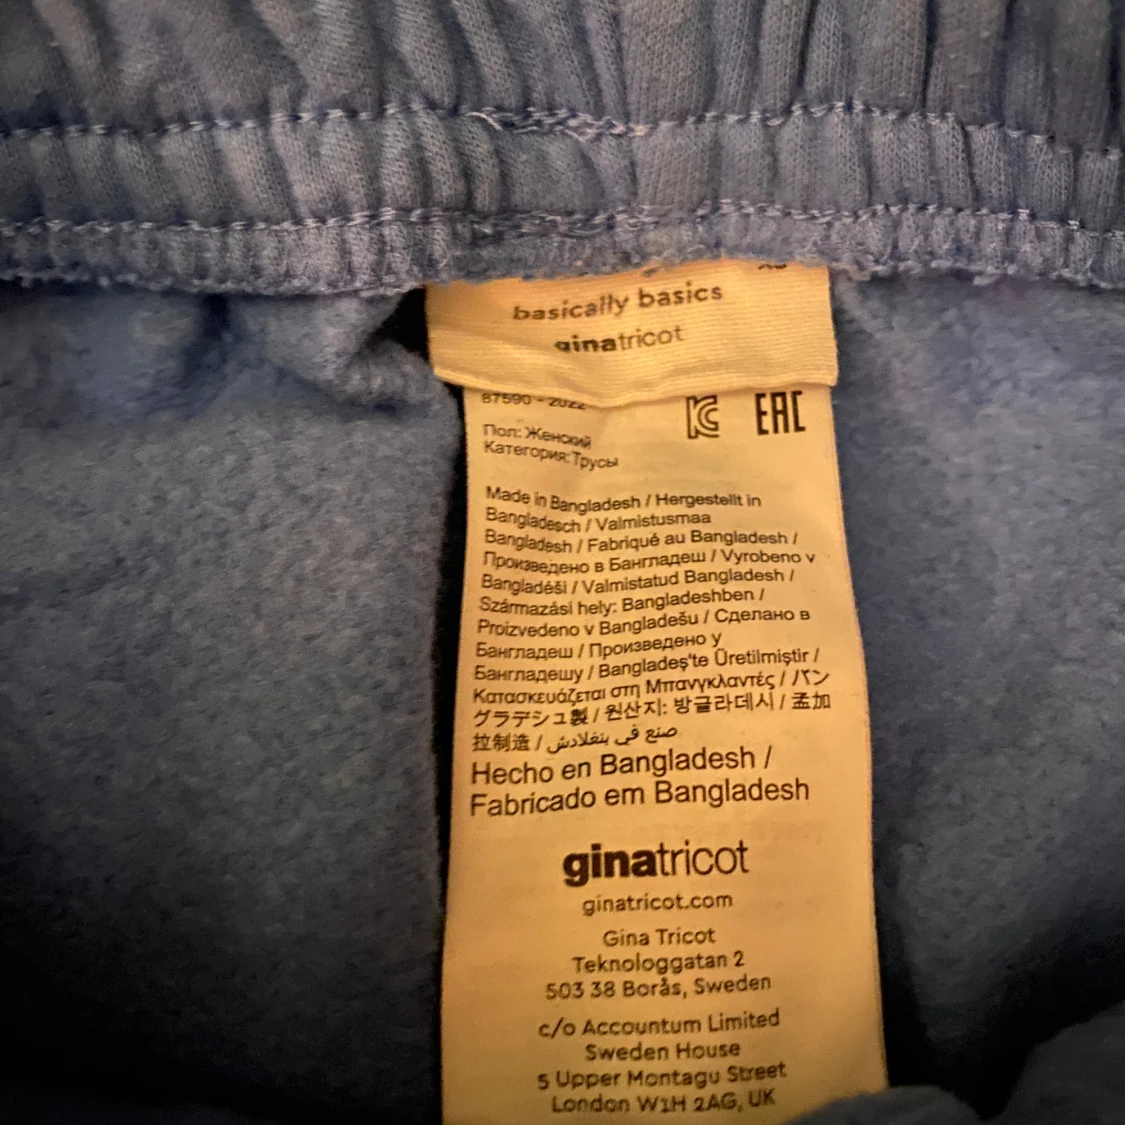 basically basics
ginatricot
87590 - 2022
EAC
Пол: Женский
Категория:Трусы
Made in Bangladesh / Hergestellt in
Bangladesch / Valmistusmaa
Bangladesh / Fabriqué au Bangladesh /
Произведено в Бангладеш / Vyrobeno v
Bangladéši / Valmistatud Bangladesh /
Származási hely: Bangladeshben /
Proizvedeno v Bangladešu / Сделано в
Бангладеш / Произведено у
Бангладешу / Bangladeş'te Üretilmiştir /
Κατασκευάζεται στη Μπανγκλαντές / バン
グラデシュ製 / 원산지: 방글라데시 / 孟加
拉制造 / صنع في بنغلادش
Hecho en Bangladesh /
Fabricado em Bangladesh
ginatricot
ginatricot.com
Gina Tricot
Teknologgatan 2
503 38 Borås, Sweden
c/o Accountum Limited
Sweden House
5 Upper Montagu Street
London W1H 2AG, UK